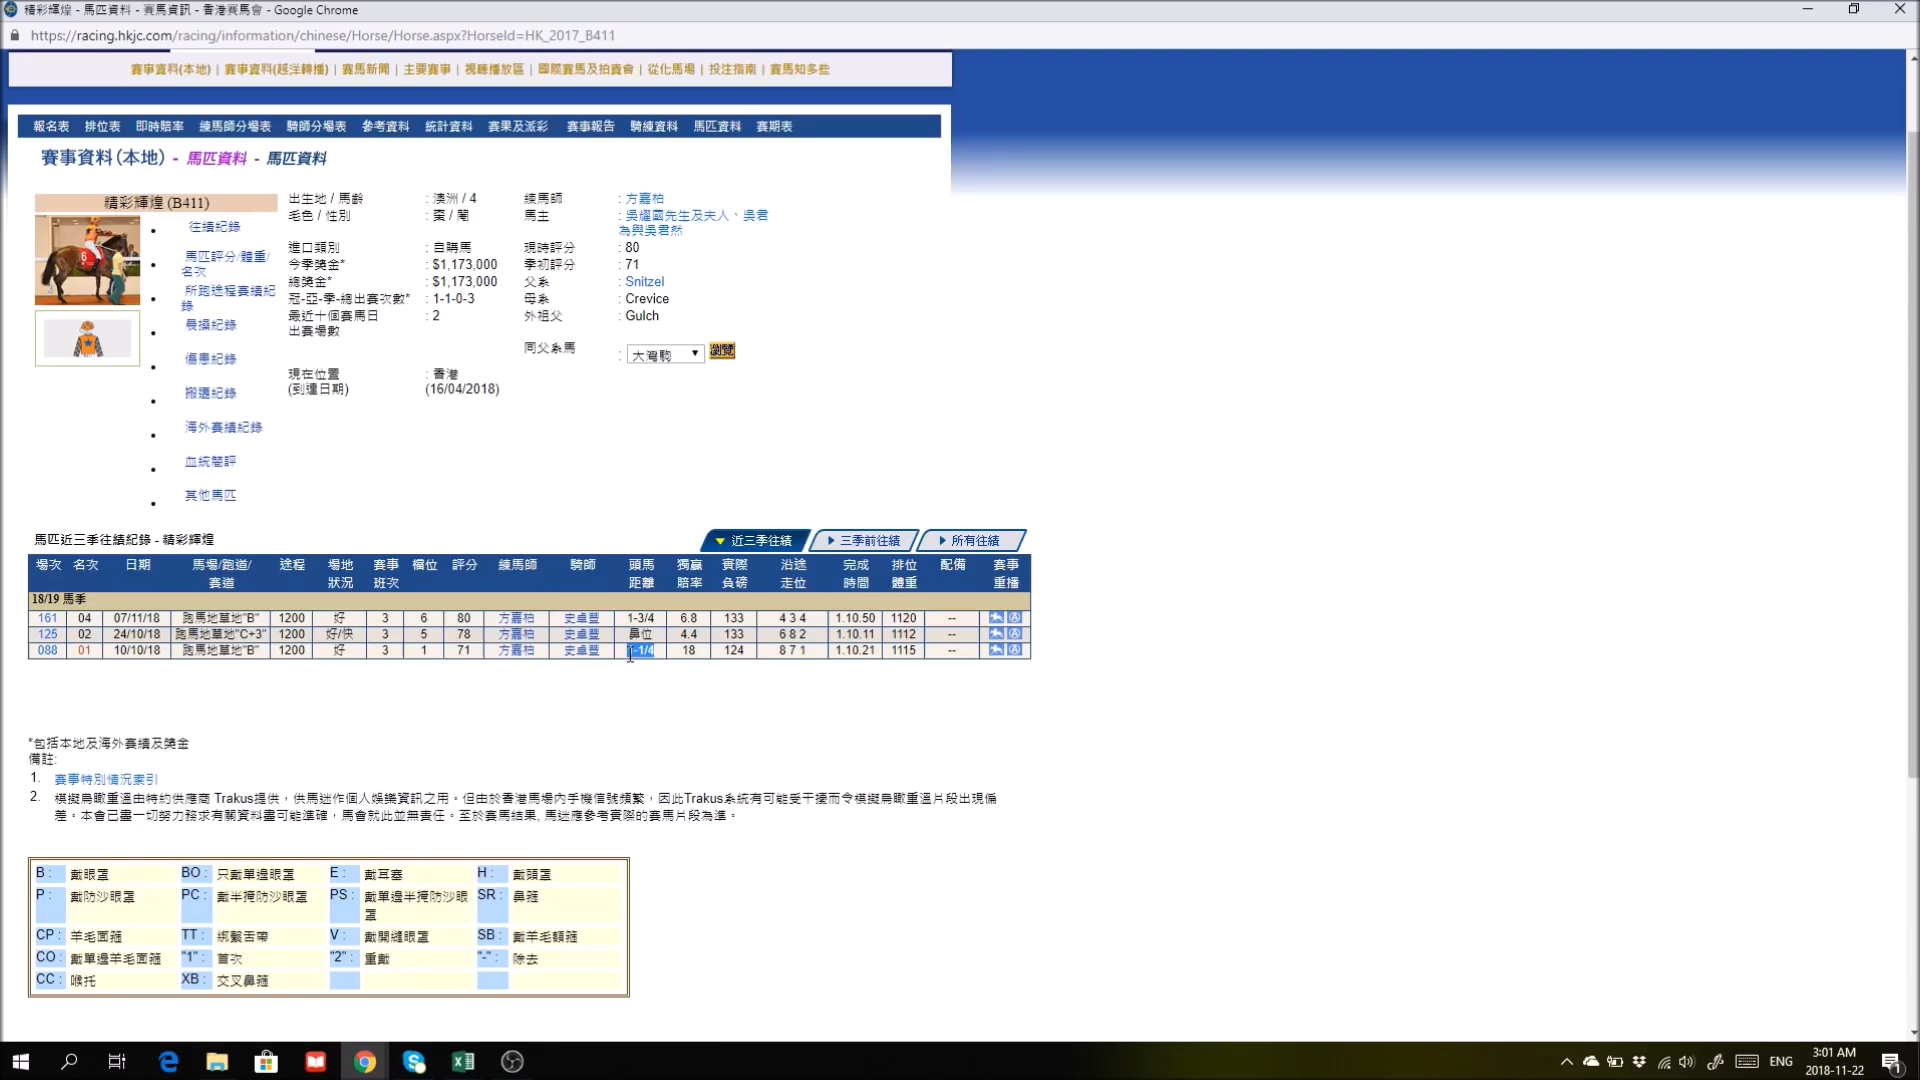 精彩輝煌 - 馬匹資料 - 賽馬資訊 - 香港賽馬會 - Google Chrome
https://racing.hkjc.com/racing/information/chinese/Horse/Horse.aspx?HorseId=HK_2017_B411
賽事資料(本地) | 賽事資料(越洋轉播) | 賽馬新聞 | 主要賽事 | 視聽播放區 | 國際賽馬及拍賣會 | 從化馬場 | 投注指南 | 賽馬知多些
報名表 排位表 即時賠率 練馬師分場表 騎師分場表 參考資料 統計資料 賽果及派彩 賽事報告 騎練資料 馬匹資料 賽期表
賽事資料(本地) - 馬匹資料 - 馬匹資料
精彩輝煌 (B411)
往績紀錄
馬匹評分/體重/
名次
所跑途程賽績紀
錄
晨操紀錄
傷患紀錄
搬遷紀錄
海外賽績紀錄
血統簡評
其他馬匹
出生地 / 馬齡 : 澳洲 / 4 練馬師 : 方嘉柏
毛色 / 性別 : 棗 / 閹 馬主 : 吳耀國先生及夫人、吳君
為與吳君然
進口類別 : 自購馬 現時評分 : 80
今季獎金* : $1,173,000 季初評分 : 71
總獎金* : $1,173,000 父系 : Snitzel
冠-亞-季-總出賽次數* : 1-1-0-3 母系 : Crevice
最近十個賽馬日 : 2 外祖父 : Gulch
出賽場數
同父系馬 : 大灣駒 瀏覽
現在位置 : 香港
(到達日期) (16/04/2018)
馬匹近三季往績紀錄 - 精彩輝煌
近三季往績 三季前往績 所有往績
場次 名次 日期 馬場/跑道/ 途程 場地 賽事 檔位 評分 練馬師 騎師 頭馬 獨贏 實際 沿途 完成 排位 配備 賽事
賽道 狀況 班次 距離 賠率 負磅 走位 時間 體重 重播
18/19 馬季
161 04 07/11/18 跑馬地草地"B" 1200 好 3 6 80 方嘉柏 史卓豐 1-3/4 6.8 133 4 3 4 1.10.50 1120 --
125 02 24/10/18 跑馬地草地"C+3" 1200 好/快 3 5 78 方嘉柏 史卓豐 鼻位 4.4 133 6 8 2 1.10.11 1112 --
088 01 10/10/18 跑馬地草地"B" 1200 好 3 1 71 方嘉柏 史卓豐 1-1/4 18 124 8 7 1 1.10.21 1115 --
*包括本地及海外賽績及獎金
備註:
1. 賽事特別情況索引
2. 模擬鳥瞰重溫由特約供應商 Trakus提供，供馬迷作個人娛樂資訊之用。但由於香港馬場內手機信號頻繁，因此Trakus系統有可能受干擾而令模擬鳥瞰重溫片段出現偏
差。本會已盡一切努力務求有關資料盡可能準確，馬會就此並無責任。至於賽馬結果, 馬迷應參考實際的賽馬片段為準。
B : 戴眼罩 BO : 只戴單邊眼罩 E : 戴耳塞 H : 戴頭罩
P : 戴防沙眼罩 PC : 戴半掩防沙眼罩 PS : 戴單邊半掩防沙眼 SR : 鼻箍
罩
CP : 羊毛面箍 TT : 綁繫舌帶 V : 戴開縫眼罩 SB : 戴羊毛額箍
CO : 戴單邊羊毛面箍 "1" : 首次 "2" : 重戴 "-" : 除去
CC : 喉托 XB : 交叉鼻箍
ENG
3:01 AM
2018-11-22
1